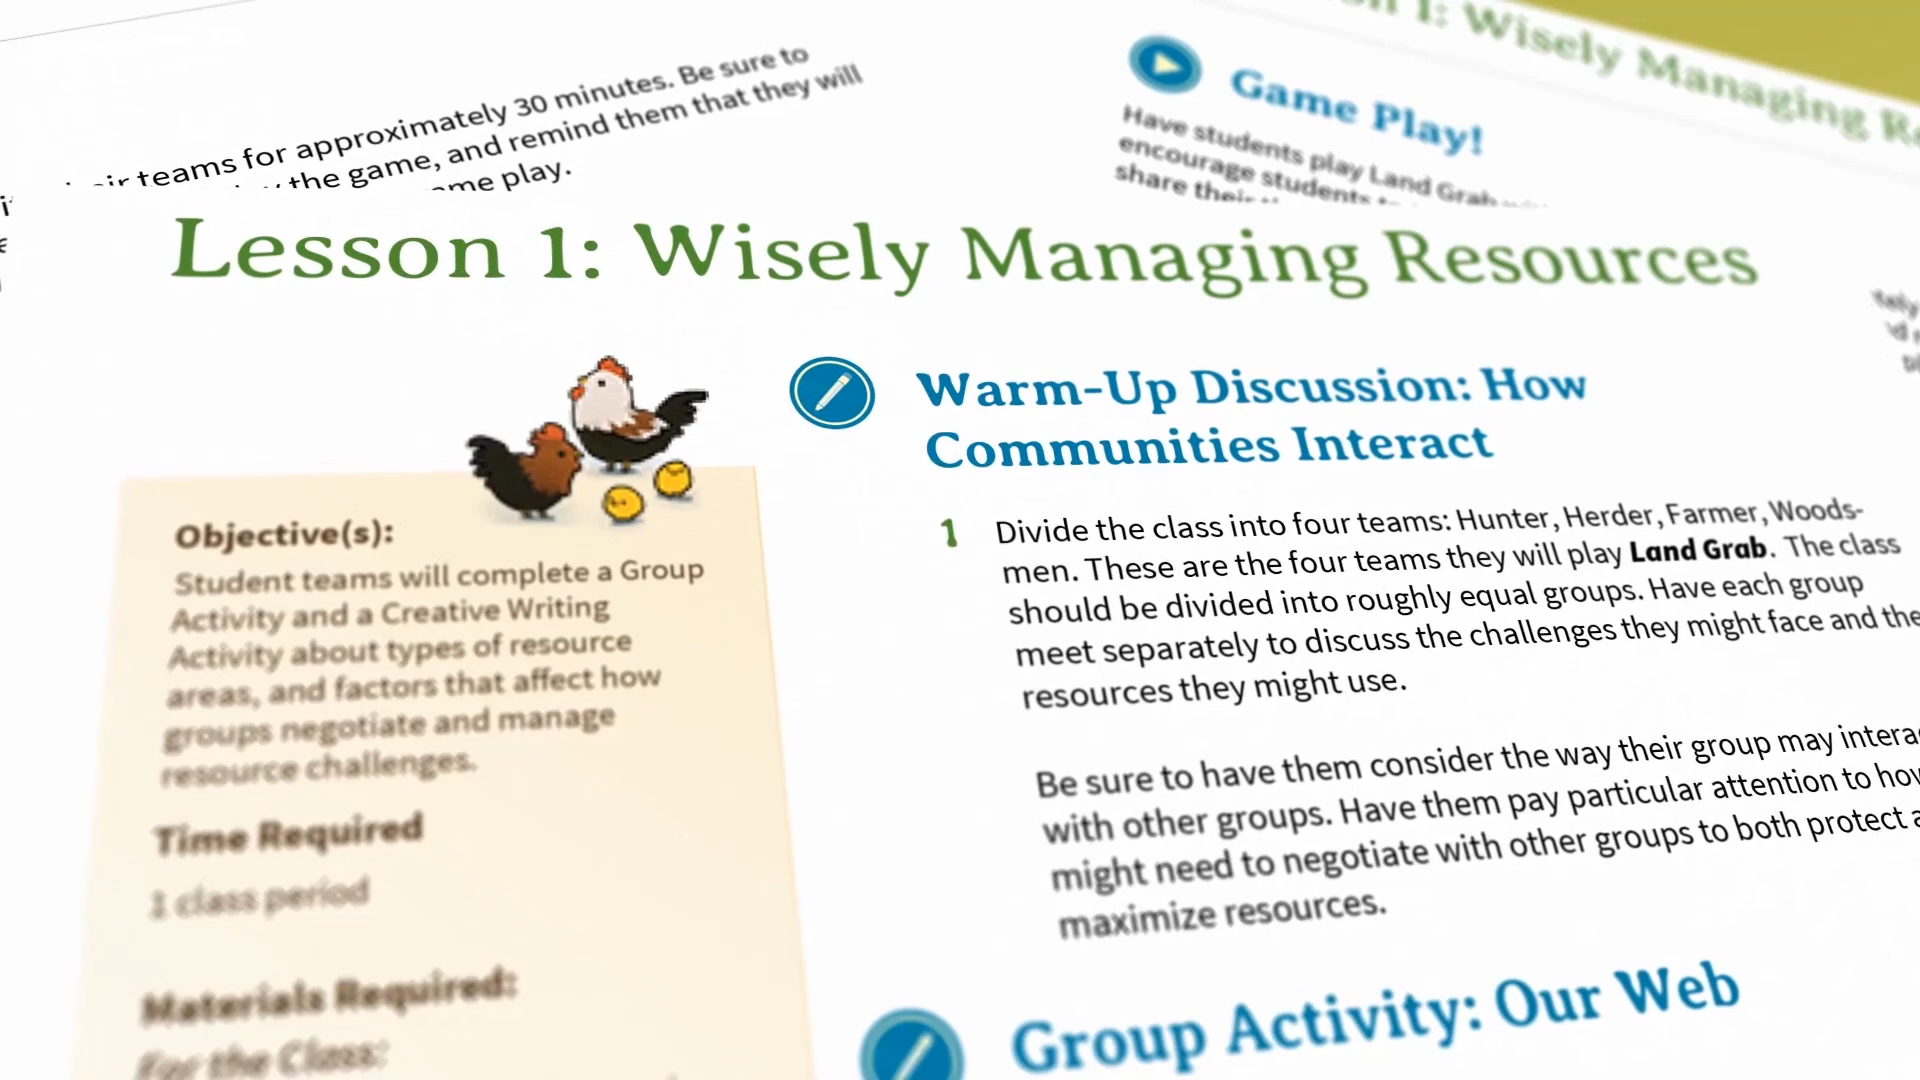 teams for approximately 30 minutes. Be sure to
the game, and remind them that they will
me play.
Game Play!
Have students play Land Grab
encourage students
share their
1: Wisely Managing
Lesson 1: Wisely Managing Resources
Objective(s):
Student teams will complete a Group
Activity and a Creative Writing
Activity about types of resource
areas, and factors that affect how
groups negotiate and manage
resource challenges.
Time Required
1 class period
Materials Required:
For the Class:
Warm-Up Discussion: How
Communities Interact
1 Divide the class into four teams: Hunter, Herder, Farmer, Woods-
men. These are the four teams they will play Land Grab. The class
should be divided into roughly equal groups. Have each group
meet separately to discuss the challenges they might face and the
resources they might use.
Be sure to have them consider the way their group may intera
with other groups. Have them pay particular attention to how
might need to negotiate with other groups to both protect a
maximize resources.
Group Activity: Our Web